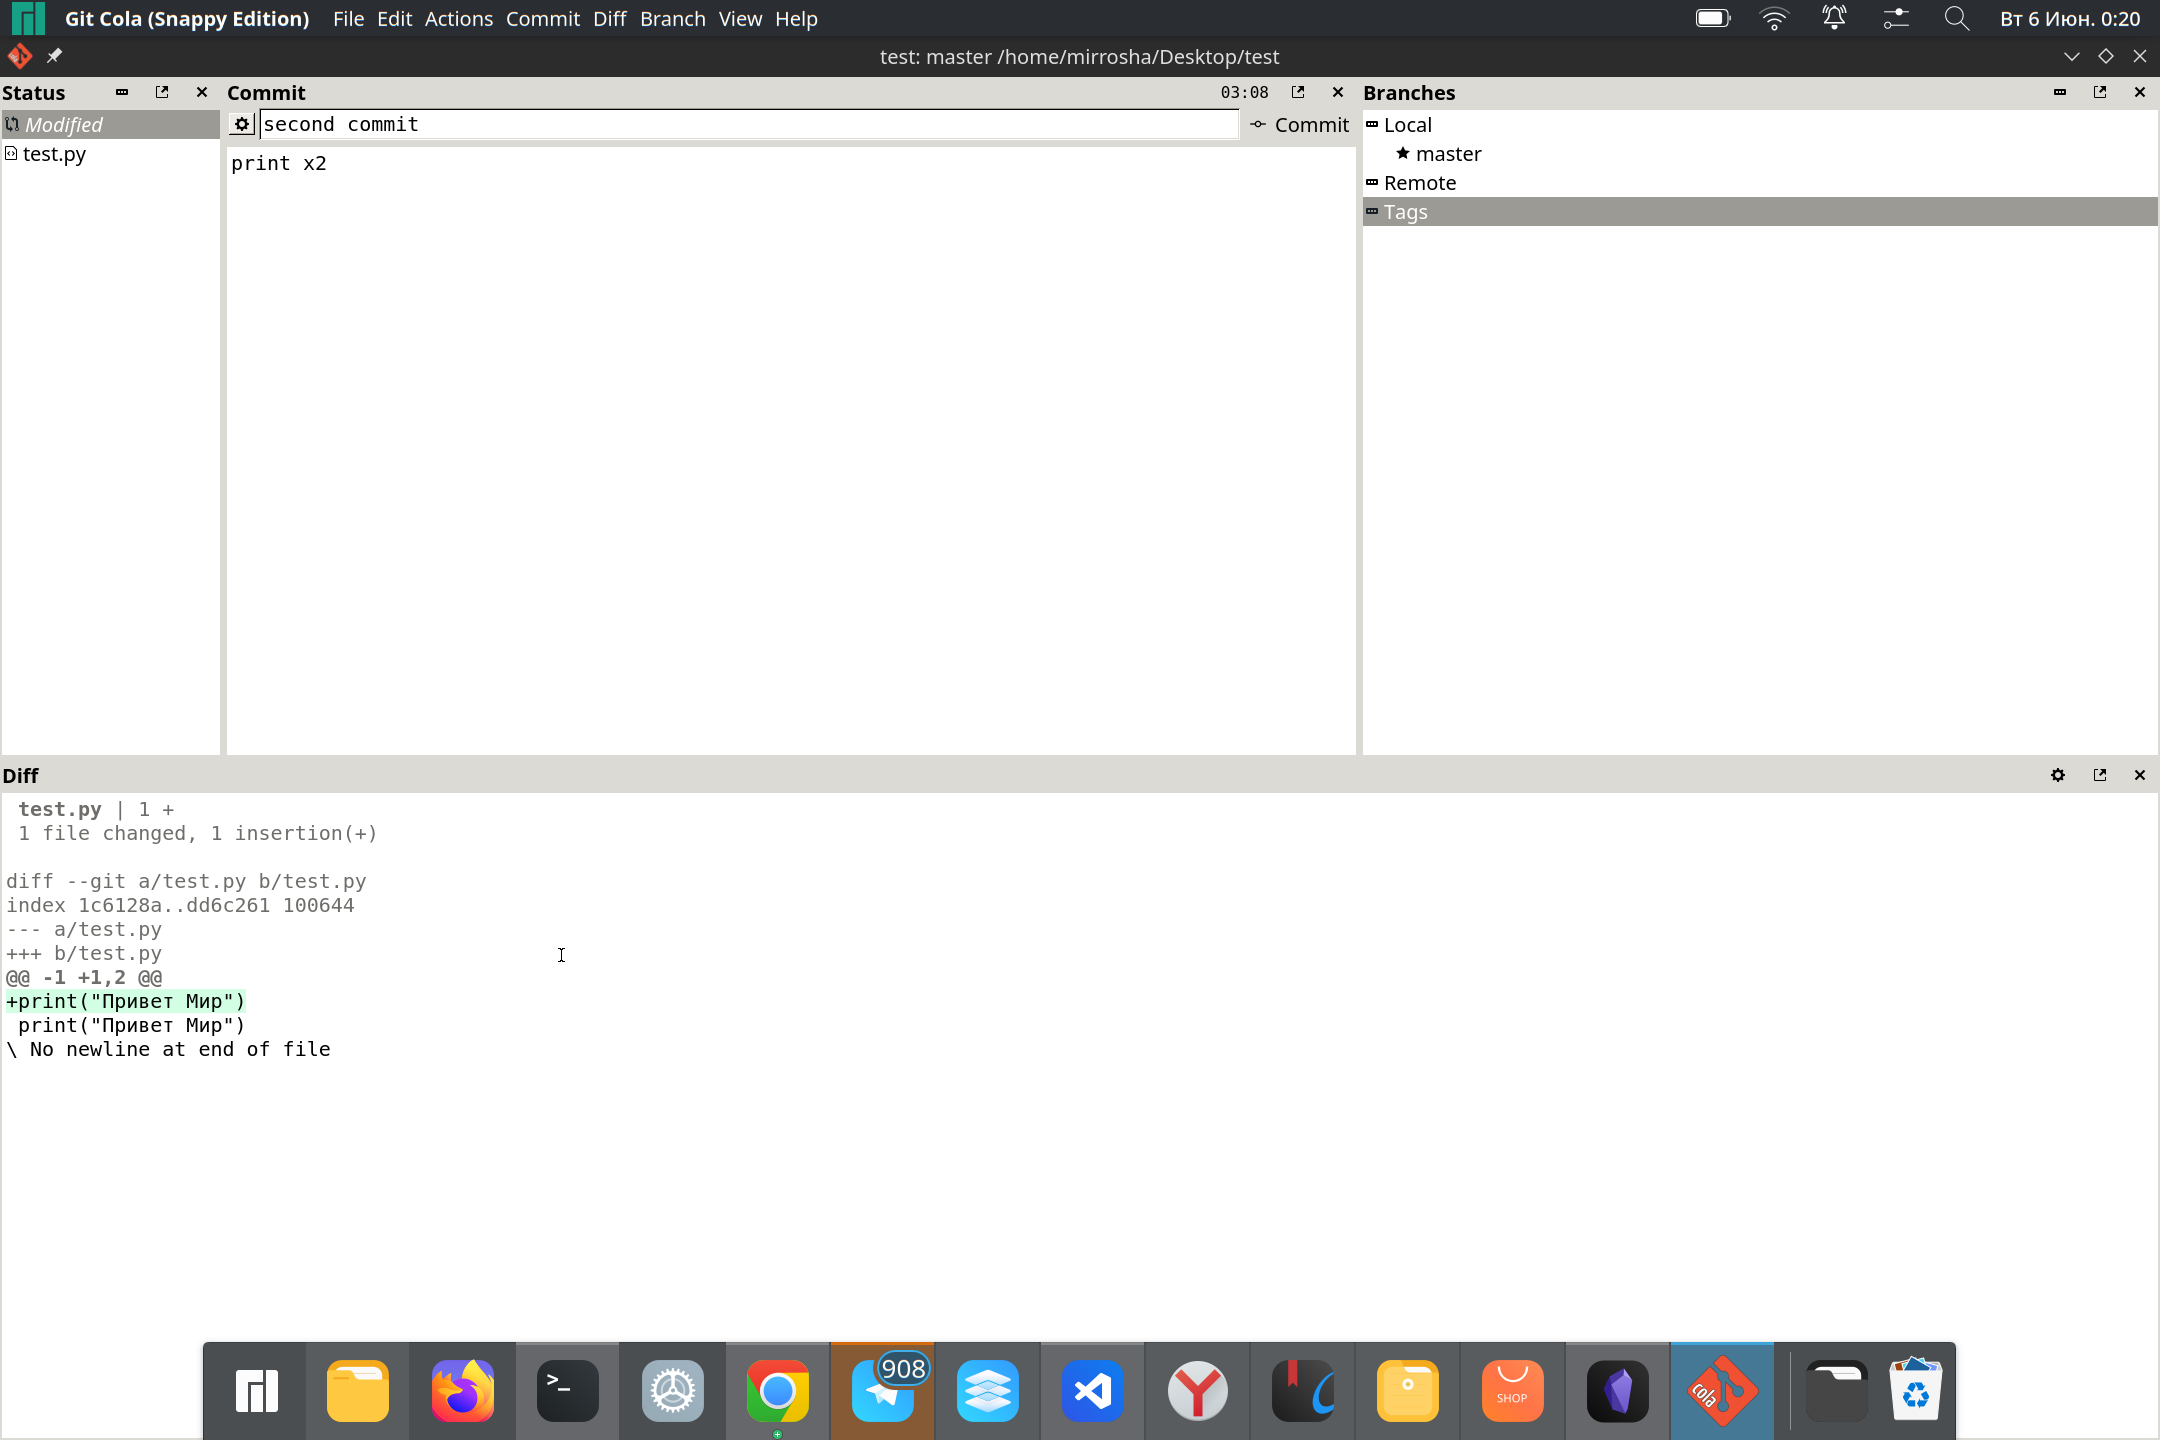 Git Cola (Snappy Edition) File Edit Actions Commit Diff Branch View Help Вт 6 Июн. 0:20
test: master /home/mirrosha/Desktop/test
Status
Modified
test.py
Commit 03:08
second commit Commit
print x2
Branches
Local
master
Remote
Tags
Diff
test.py | 1 +
1 file changed, 1 insertion(+)
diff --git a/test.py b/test.py
index 1c6128a..dd6c261 100644
--- a/test.py
+++ b/test.py
@@ -1 +1,2 @@
+print("Привет Мир")
print("Привет Мир")
\ No newline at end of file
>_
908
SHOP
cola